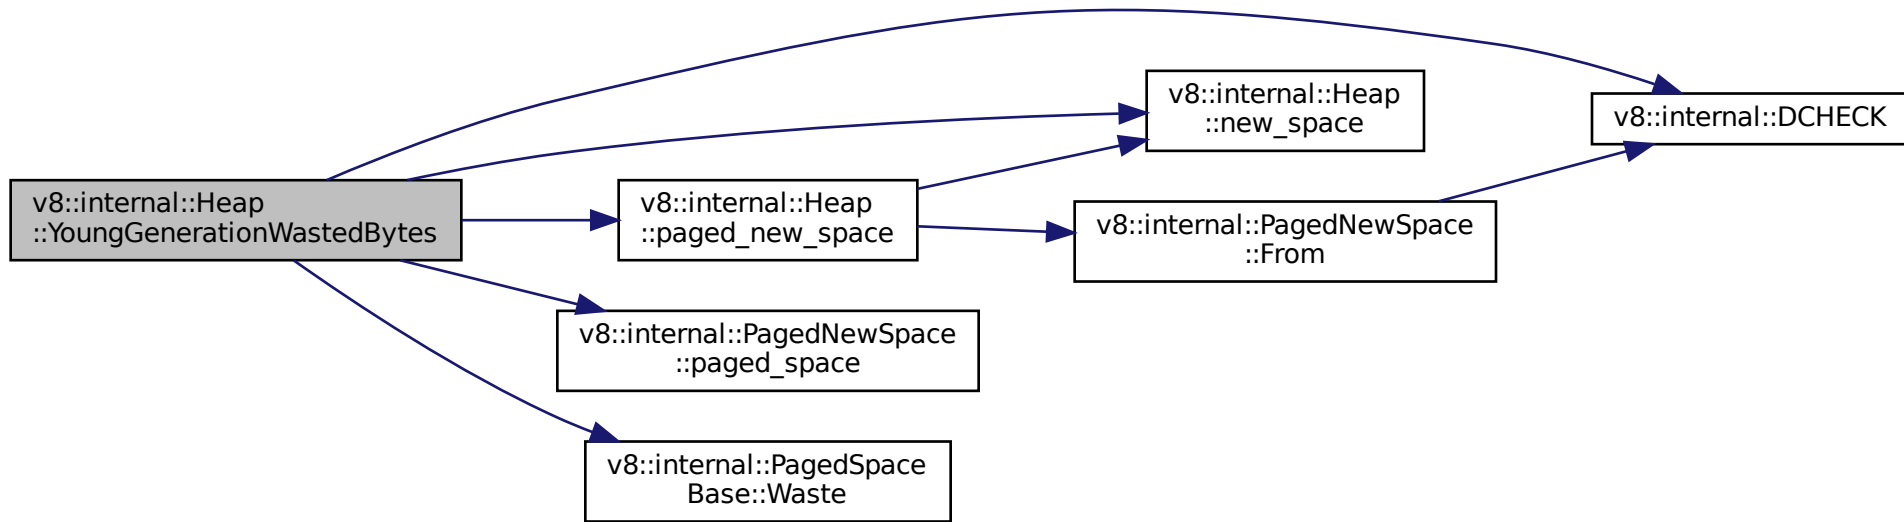 v8::internal::Heap
::YoungGenerationWastedBytes
v8::internal::Heap
::paged_new_space
v8::internal::Heap
::new_space
v8::internal::DCHECK
v8::internal::PagedNewSpace
::From
v8::internal::PagedNewSpace
::paged_space
v8::internal::PagedSpace
Base::Waste